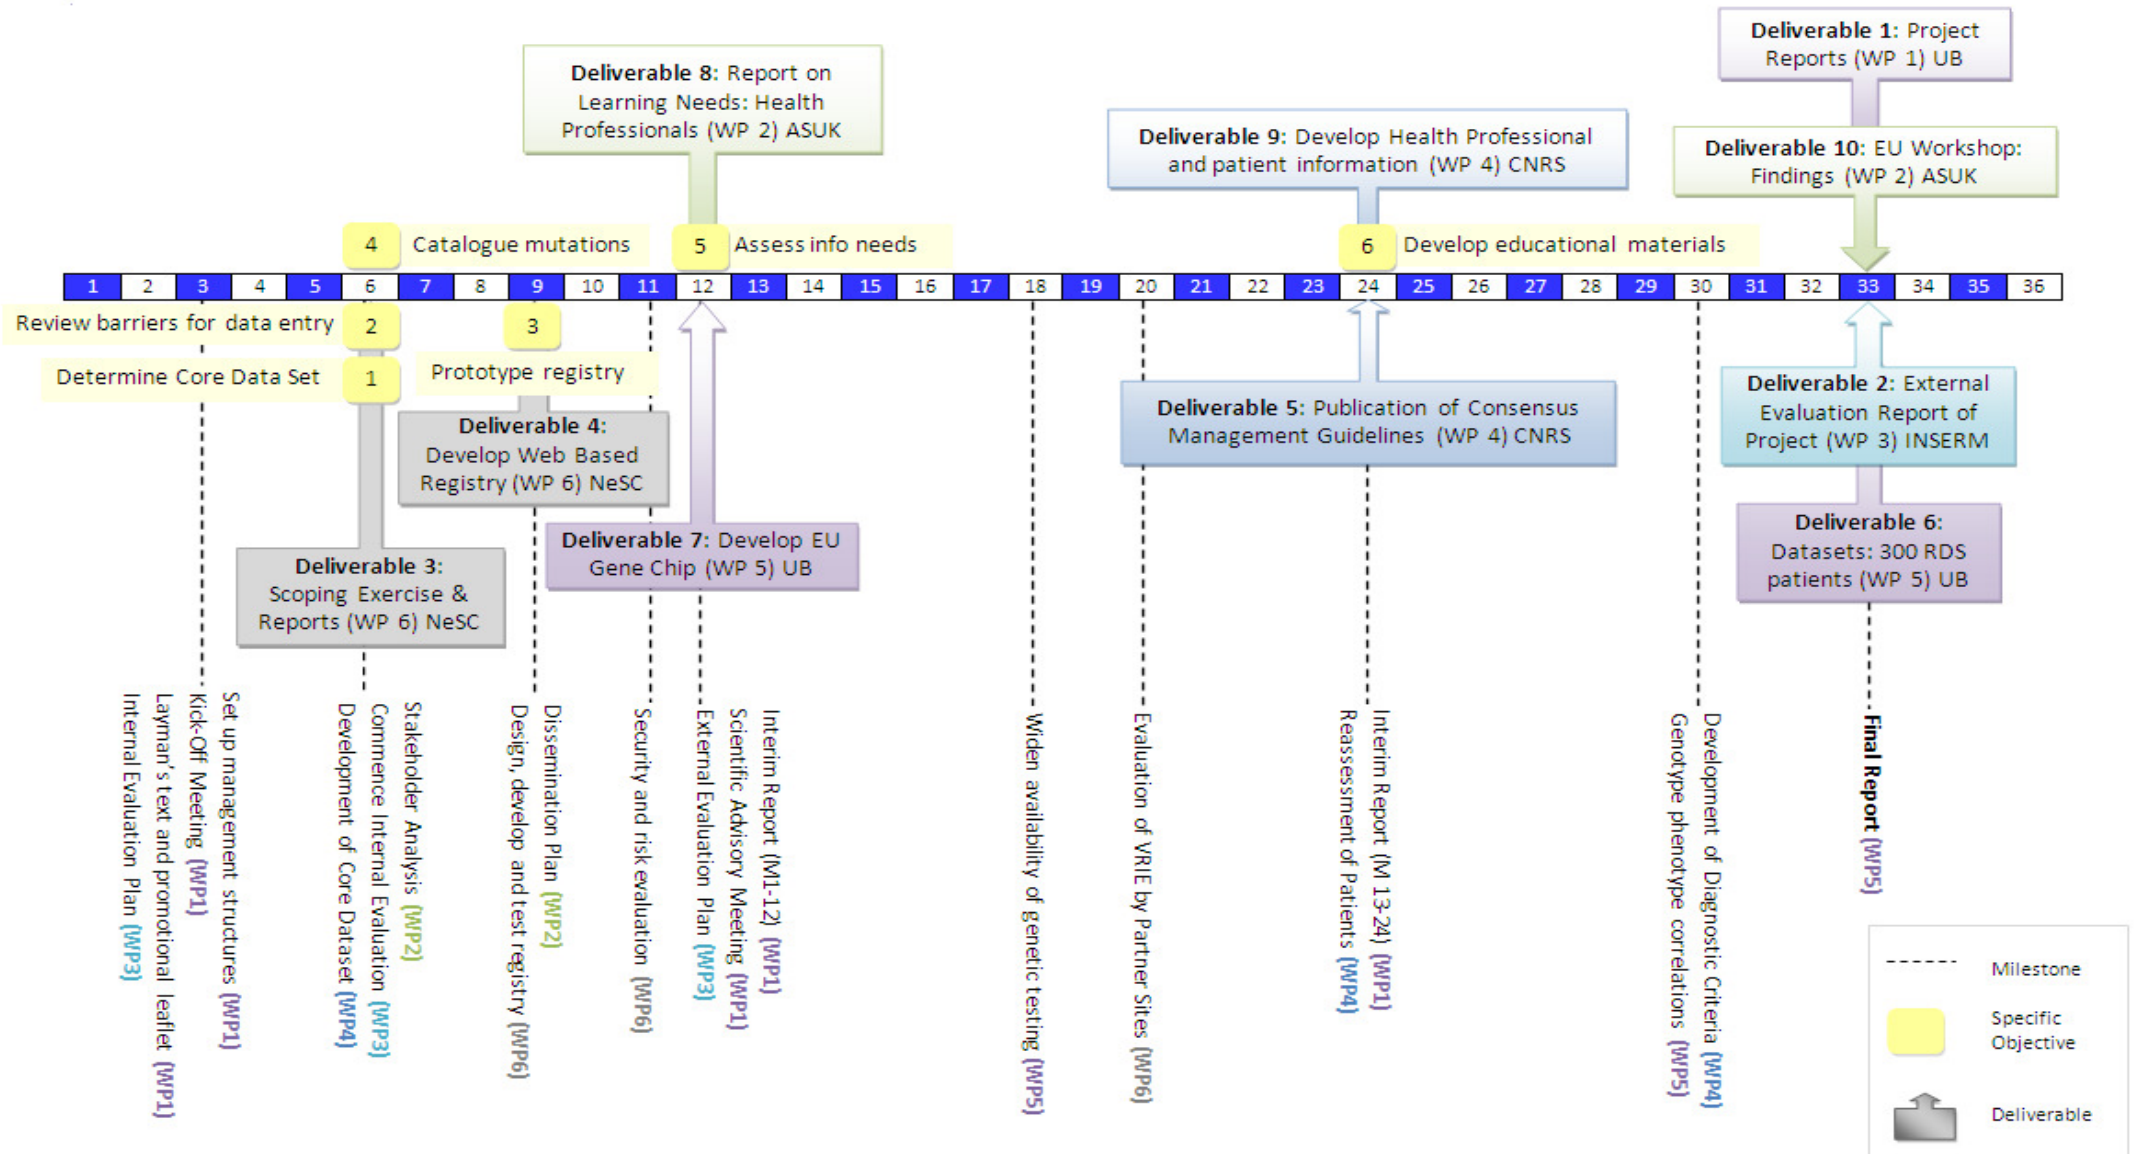 Deliverable 1: Project
Reports (WP 1) UB
Deliverable 8: Report on
Learning Needs: Health
Professionals (WP 2) ASUK
Deliverable 9: Develop Health Professional
and patient information (WP 4) CNRS
Deliverable 10: EU Workshop:
Findings (WP 2) ASUK
4 Catalogue mutations
5 Assess info needs
6 Develop educational materials
1 2 3 4 5 6 7 8 9 10 11 12 13 14 15 16 17 18 19 20 21 22 23 24 25 26 27 28 29 30 31 32 33 34 35 36
Review barriers for data entry 2
3
Determine Core Data Set 1
Prototype registry
Deliverable 4:
Develop Web Based
Registry (WP 6) NeSC
Deliverable 5: Publication of Consensus
Management Guidelines (WP 4) CNRS
Deliverable 2: External
Evaluation Report of
Project (WP 3) INSERM
Deliverable 7: Develop EU
Gene Chip (WP 5) UB
Deliverable 6:
Datasets: 300 RDS
patients (WP 5) UB
Deliverable 3:
Scoping Exercise &
Reports (WP 6) NeSC
Set up management structures (WP1)
Kick-Off Meeting (WP1)
Layman's text and promotional leaflet (WP1)
Internal Evaluation Plan (WP3)
Stakeholder Analysis (WP2)
Commence Internal Evaluation (WP3)
Development of Core Dataset (WP4)
Dissemination Plan (WP2)
Design, develop and test registry (WP6)
Security and risk evaluation (WP6)
Interim Report (M1-12) (WP1)
Scientific Advisory Meeting (WP1)
External Evaluation Plan (WP3)
Widen availability of genetic testing (WP5)
Evaluation of VRIE by Partner Sites (WP6)
Interim Report (M 13-24) (WP1)
Reassessment of Patients (WP4)
Development of Diagnostic Criteria (WP4)
Genotype phenotype correlations (WP5)
Final Report (WP5)
Milestone
Specific
Objective
Deliverable